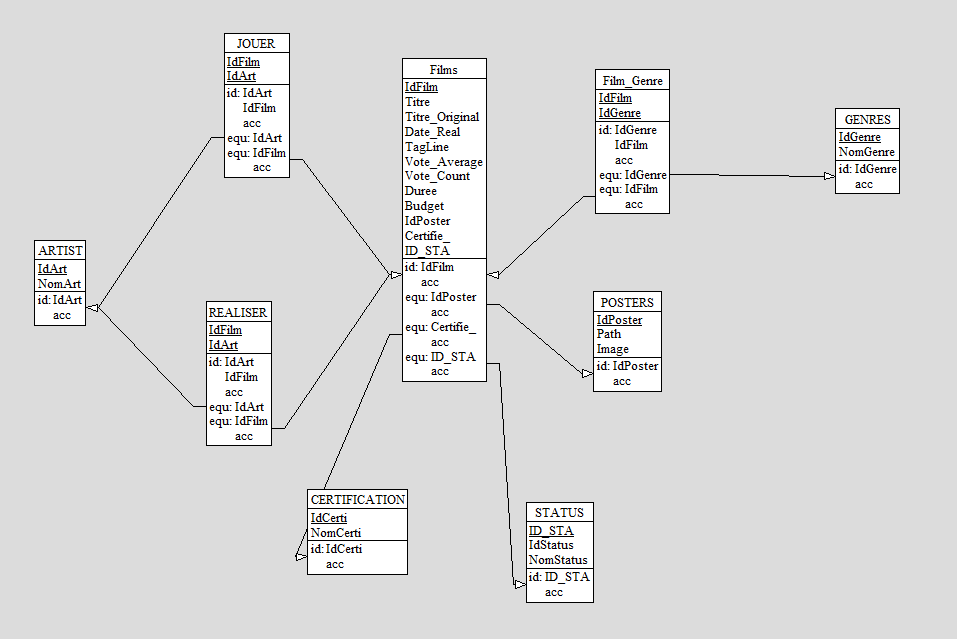 JOUER
IdFilm
IdArt
id: IdArt
IdFilm
acc
equ: IdArt
equ: IdFilm
acc
Films
IdFilm
Titre
Titre_Original
Date_Real
TagLine
Vote_Average
Vote_Count
Duree
Budget
IdPoster
Certifie_
ID_STA
id: IdFilm
acc
equ: IdPoster
acc
equ: Certifie_
acc
equ: ID_STA
acc
Film_Genre
IdFilm
IdGenre
id: IdGenre
IdFilm
acc
equ: IdGenre
equ: IdFilm
acc
GENRES
IdGenre
NomGenre
id: IdGenre
acc
ARTIST
IdArt
NomArt
id: IdArt
acc
REALISER
IdFilm
IdArt
id: IdArt
IdFilm
acc
equ: IdArt
equ: IdFilm
acc
POSTERS
IdPoster
Path
Image
id: IdPoster
acc
CERTIFICATION
IdCerti
NomCerti
id: IdCerti
acc
STATUS
ID_STA
IdStatus
NomStatus
id: ID_STA
acc